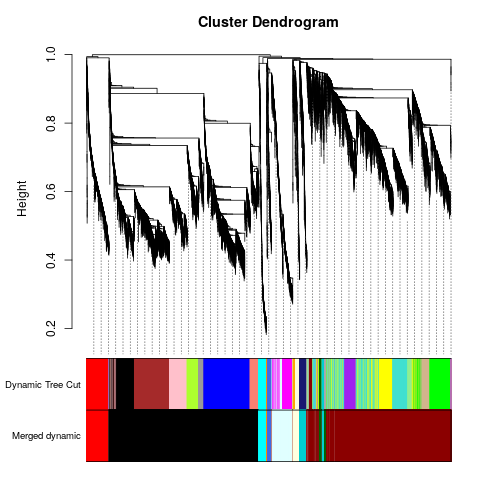 Cluster Dendrogram
Height
1.0
0.8
0.6
0.4
0.2
Dynamic Tree Cut
Merged dynamic